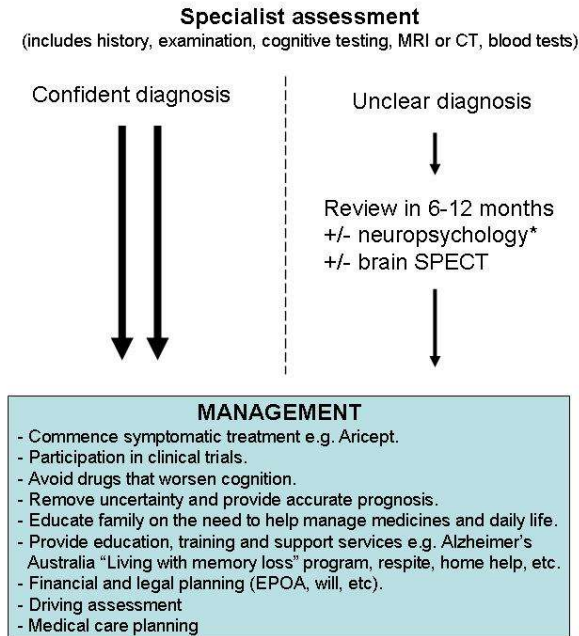 Specialist assessment
(includes history, examination, cognitive testing, MRI or CT, blood tests)
Confident diagnosis
Unclear diagnosis
Review in 6-12 months
+/- neuropsychology*
+/- brain SPECT
MANAGEMENT
- Commence symptomatic treatment e.g. Aricept.
- Participation in clinical trials.
- Avoid drugs that worsen cognition.
- Remove uncertainty and provide accurate prognosis.
- Educate family on the need to help manage medicines and daily life.
- Provide education, training and support services e.g. Alzheimer's
Australia “Living with memory loss” program, respite, home help, etc.
- Financial and legal planning (EPOA, will, etc).
- Driving assessment
- Medical care planning